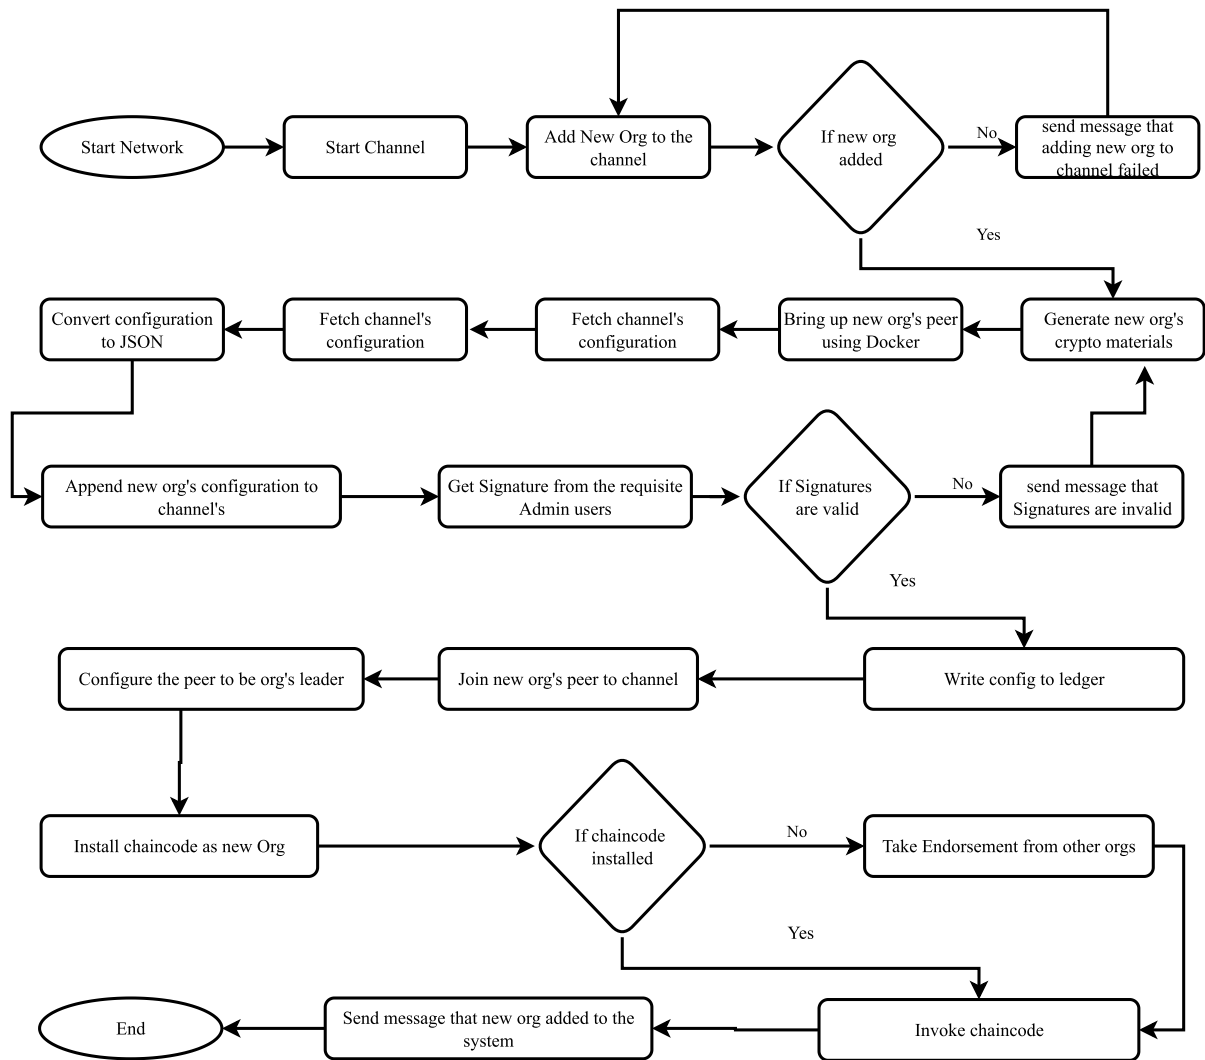 Start Network
Start Channel
Add New Org to the
channel
If new org
added
No
send message that
adding new org to
channel failed
Yes
Convert configuration
to JSON
Fetch channel's
configuration
Fetch channel's
configuration
Bring up new org's peer
using Docker
Generate new org's
crypto materials
Append new org's configuration to
channel's
Get Signature from the requisite
Admin users
If Signatures
are valid
No
send message that
Signatures are invalid
Yes
Configure the peer to be org's leader
Join new org's peer to channel
Write config to ledger
Install chaincode as new Org
If chaincode
installed
No
Take Endorsement from other orgs
Yes
End
Send message that new org added to the
system
Invoke chaincode